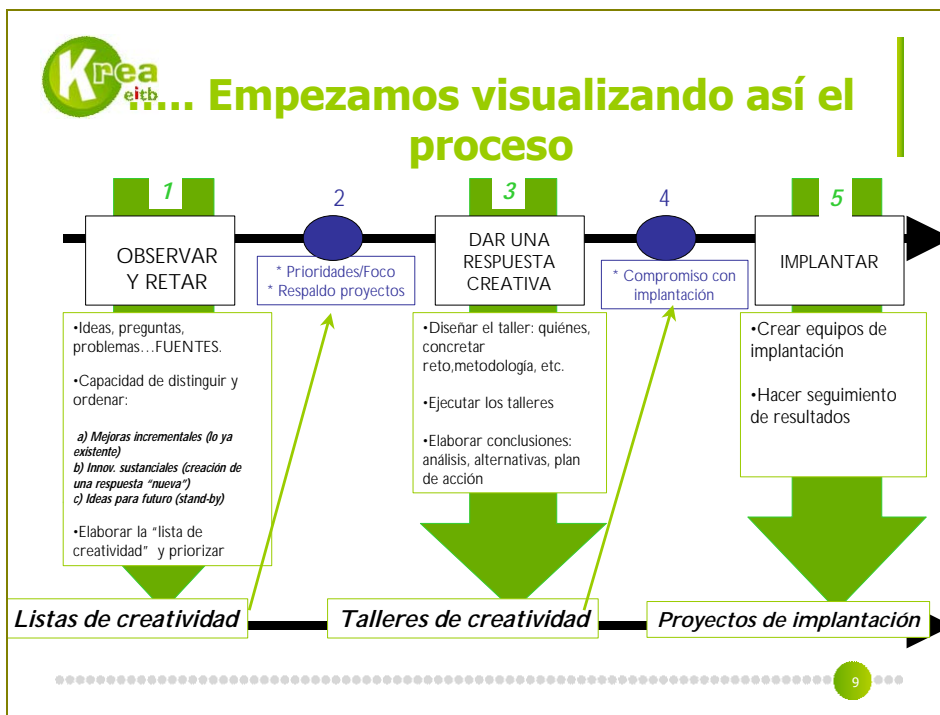 Krea
eitb
..... Empezamos visualizando así el
proceso
1
OBSERVAR
Y RETAR
•Ideas, preguntas,
problemas...FUENTES.
•Capacidad de distinguir y
ordenar:
a) Mejoras incrementales (lo ya
existente)
b) Innov. sustanciales (creación de
una respuesta "nueva")
c) Ideas para futuro (stand-by)
•Elaborar la "lista de
creatividad" y priorizar
Listas de creatividad
2
* Prioridades/Foco
* Respaldo proyectos
3
DAR UNA
RESPUESTA
CREATIVA
•Diseñar el taller: quiénes,
concretar
reto,metodología, etc.
•Ejecutar los talleres
•Elaborar conclusiones:
análisis, alternativas, plan
de acción
Talleres de creatividad
4
* Compromiso con
implantación
5
IMPLANTAR
•Crear equipos de
implantación
•Hacer seguimiento
de resultados
Proyectos de implantación
9